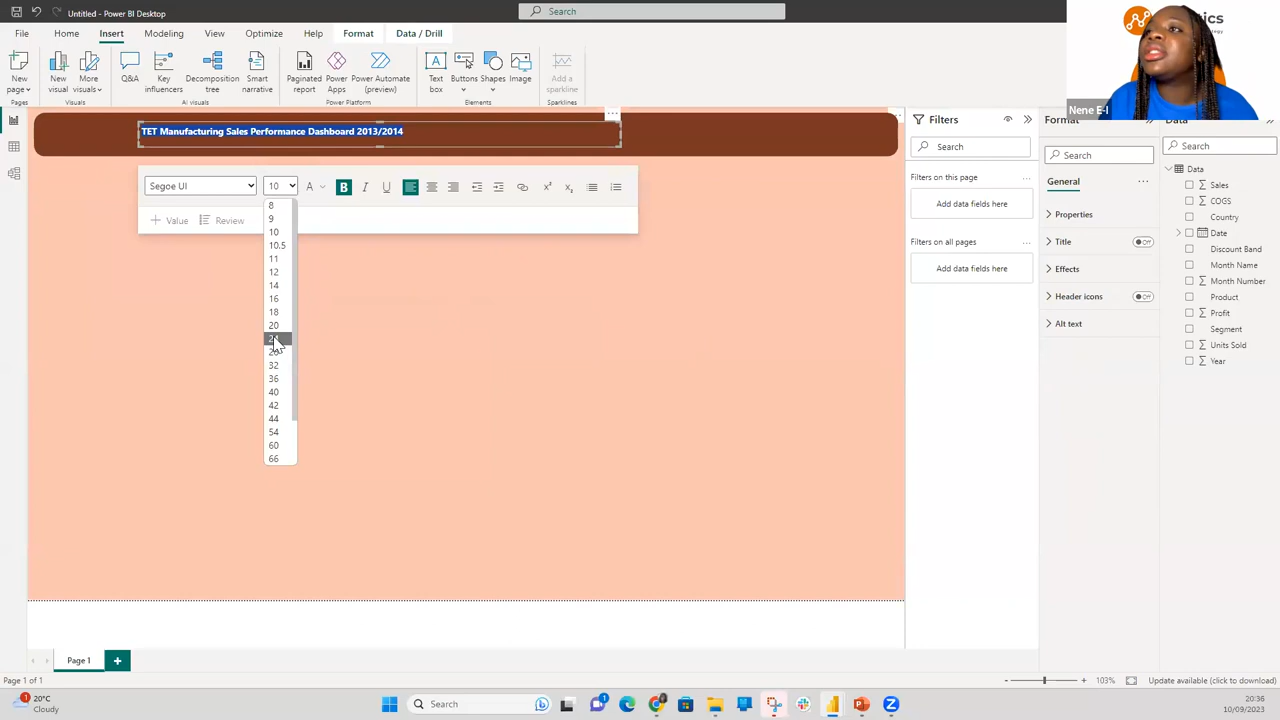 Untitled - Power BI Desktop
Search
File
Home
Insert
Modeling
View
Optimize
Help
Format
Data / Drill
New page
New visual
More visuals
Q&A
Key influencers
Decomposition tree
Smart narrative
Paginated report
Power Apps
Power Automate (preview)
Text box
Buttons
Shapes
Image
Add a sparkline
Pages
Visuals
AI visuals
Power Platform
Elements
Sparklines
Nene E-I
TET Manufacturing Sales Performance Dashboard 2013/2014
Segoe UI
10
A
B
I
U
Value
Review
8
9
10
10.5
11
12
14
16
18
20
32
36
40
42
44
54
60
66
Filters
Search
Filters on this page
Add data fields here
Filters on all pages
Add data fields here
Format
Search
General
Properties
Title
Off
Effects
Header icons
Off
Alt text
Data
Search
Data
Sales
COGS
Country
Date
Discount Band
Month Name
Month Number
Product
Profit
Segment
Units Sold
Year
Page 1
Page 1 of 1
103%
Update available (click to download)
20°C
Cloudy
Search
20:36
10/09/2023